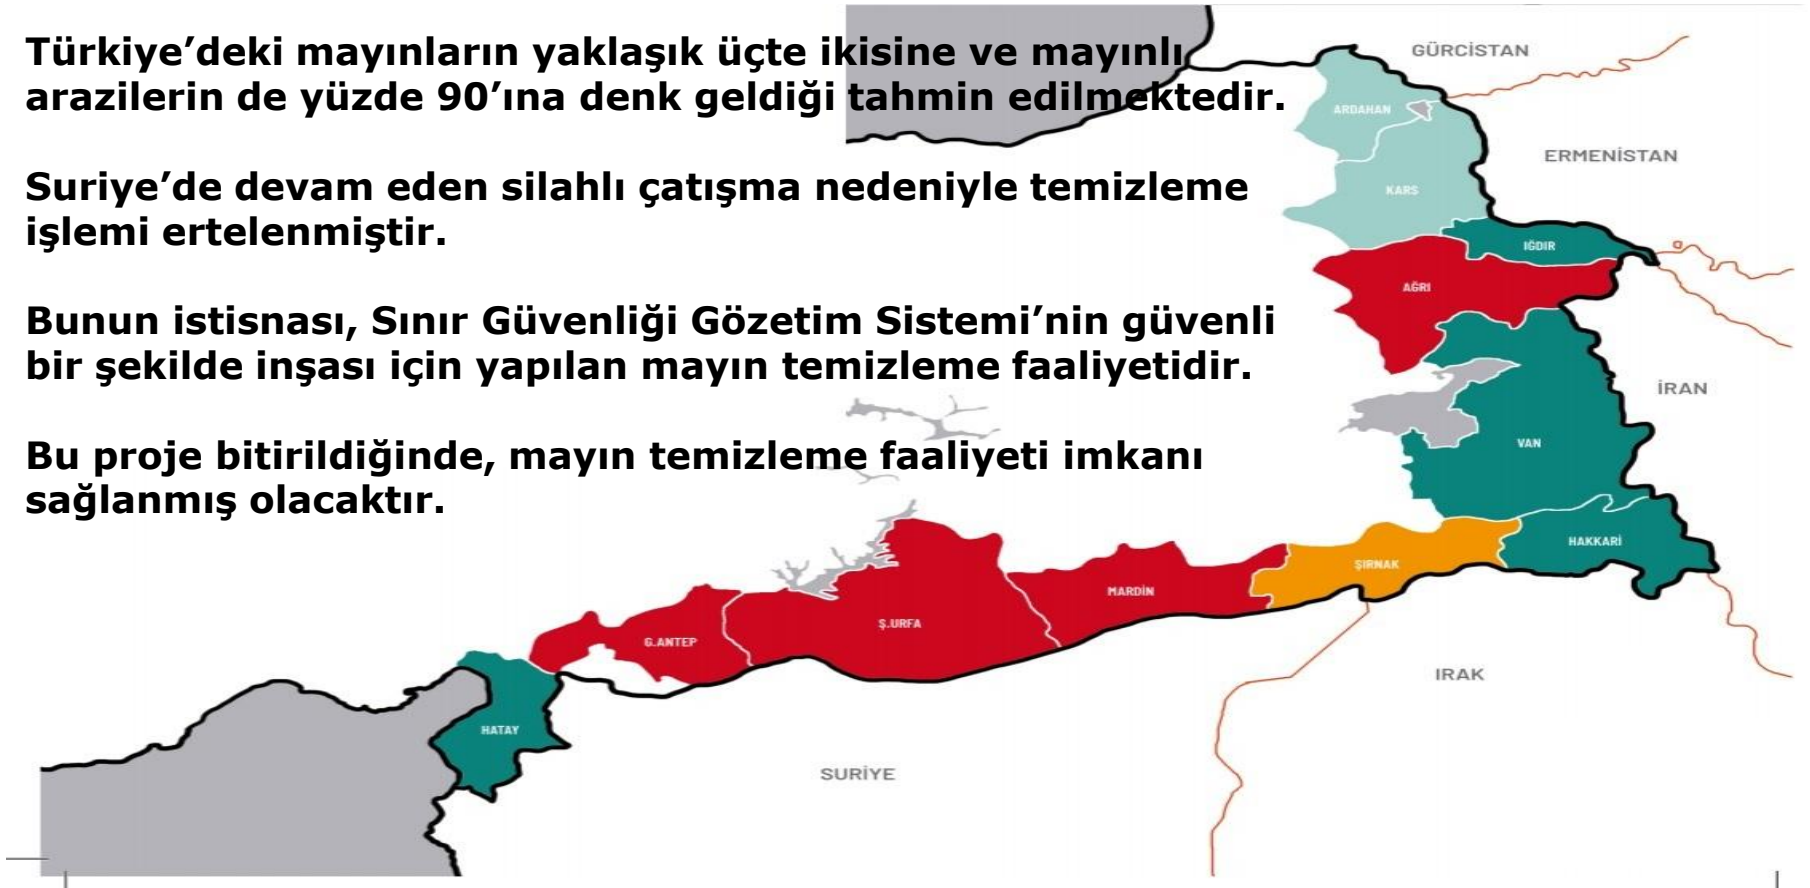 Türkiye’deki mayınların yaklaşık üçte ikisine ve mayınlı
arazilerin de yüzde 90’ına denk geldiği tahmin edilmektedir.
Suriye’de devam eden silahlı çatışma nedeniyle temizleme
işlemi ertelenmiştir.
Bunun istisnası, Sınır Güvenliği Gözetim Sistemi’nin güvenli
bir şekilde inşası için yapılan mayın temizleme faaliyetidir.
Bu proje bitirildiğinde, mayın temizleme faaliyeti imkanı
sağlanmış olacaktır.
GÜRCİSTAN
ARDAHAN
ERMENİSTAN
KARS
IĞDIR
AĞRI
İRAN
VAN
HAKKARİ
ŞIRNAK
MARDİN
Ş.URFA
G.ANTEP
IRAK
HATAY
SURİYE